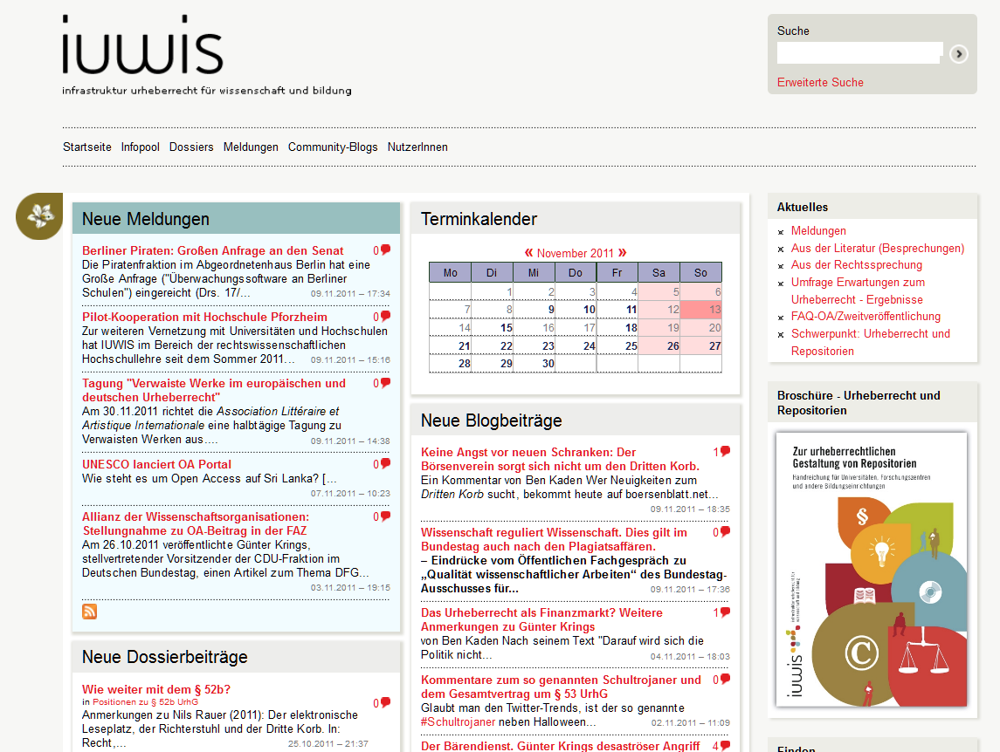 iuwis
infrastruktur urheberrecht für wissenschaft und bildung
Suche
Erweiterte Suche
Startseite Infopool Dossiers Meldungen Community-Blogs NutzerInnen
Neue Meldungen
Berliner Piraten: Großen Anfrage an den Senat 0
Die Piratenfraktion im Abgeordnetenhaus Berlin hat eine
Große Anfrage ("Überwachungssoftware an Berliner
Schulen") eingereicht (Drs. 17/... 09.11.2011 – 17:34
Pilot-Kooperation mit Hochschule Pforzheim 0
Zur weiteren Vernetzung mit Universitäten und Hochschulen
hat IUWIS im Bereich der rechtswissenschaftlichen
Hochschullehre seit dem Sommer 2011... 09.11.2011 – 15:16
Tagung "Verwaiste Werke im europäischen und 0
deutschen Urheberrecht"
Am 30.11.2011 richtet die Association Littéraire et
Artistique Internationale eine halbtägige Tagung zu
Verwaisten Werken aus.... 09.11.2011 – 14:38
UNESCO lanciert OA Portal 0
Wie steht es um Open Access auf Sri Lanka? [...
07.11.2011 – 10:23
Allianz der Wissenschaftsorganisationen: 0
Stellungnahme zu OA-Beitrag in der FAZ
Am 26.10.2011 veröffentlichte Günter Krings,
stellvertretender Vorsitzender der CDU-Fraktion im
Deutschen Bundestag, einen Artikel zum Thema DFG...
03.11.2011 – 19:15
Neue Dossierbeiträge
Wie weiter mit dem § 52b?
in Positionen zu § 52b UrhG 0
Anmerkungen zu Nils Rauer (2011): Der elektronische
Leseplatz, der Richterstuhl und der Dritte Korb. In:
Recht,... 25.10.2011 – 21:37
Terminkalender
« November 2011 »
Mo Di Mi Do Fr Sa So
1 2 3 4 5 6
7 8 9 10 11 12 13
14 15 16 17 18 19 20
21 22 23 24 25 26 27
28 29 30
Neue Blogbeiträge
Keine Angst vor neuen Schranken: Der 1
Börsenverein sorgt sich nicht um den Dritten Korb.
Ein Kommentar von Ben Kaden Wer Neuigkeiten zum
Dritten Korb sucht, bekommt heute auf boersenblatt.net...
09.11.2011 – 18:35
Wissenschaft reguliert Wissenschaft. Dies gilt im 0
Bundestag auch nach den Plagiatsaffären.
– Eindrücke vom Öffentlichen Fachgespräch zu
„Qualität wissenschaftlicher Arbeiten“ des Bundestag-
Ausschusses für... 09.11.2011 – 17:36
Das Urheberrecht als Finanzmarkt? Weitere 1
Anmerkungen zu Günter Krings
von Ben Kaden Nach seinem Text "Darauf wird sich die
Politik nicht... 04.11.2011 – 18:03
Kommentare zum so genannten Schultrojaner und 0
dem Gesamtvertrag um § 53 UrhG
Glaubt man den Twitter-Trends, ist der so genannte
#Schultrojaner neben Halloween... 02.11.2011 – 11:09
Der Bärendienst. Günter Krings desaströser Angriff 4
Aktuelles
Meldungen
Aus der Literatur (Besprechungen)
Aus der Rechtssprechung
Umfrage Erwartungen zum
Urheberrecht - Ergebnisse
FAQ-OA/Zweitveröffentlichung
Schwerpunkt: Urheberrecht und
Repositorien
Broschüre - Urheberrecht und
Repositorien
Zur urheberrechtlichen
Gestaltung von Repositorien
Handreichung für Universitäten, Forschungszentren
und andere Bildungseinrichtungen
§
©
iuwis
Finden